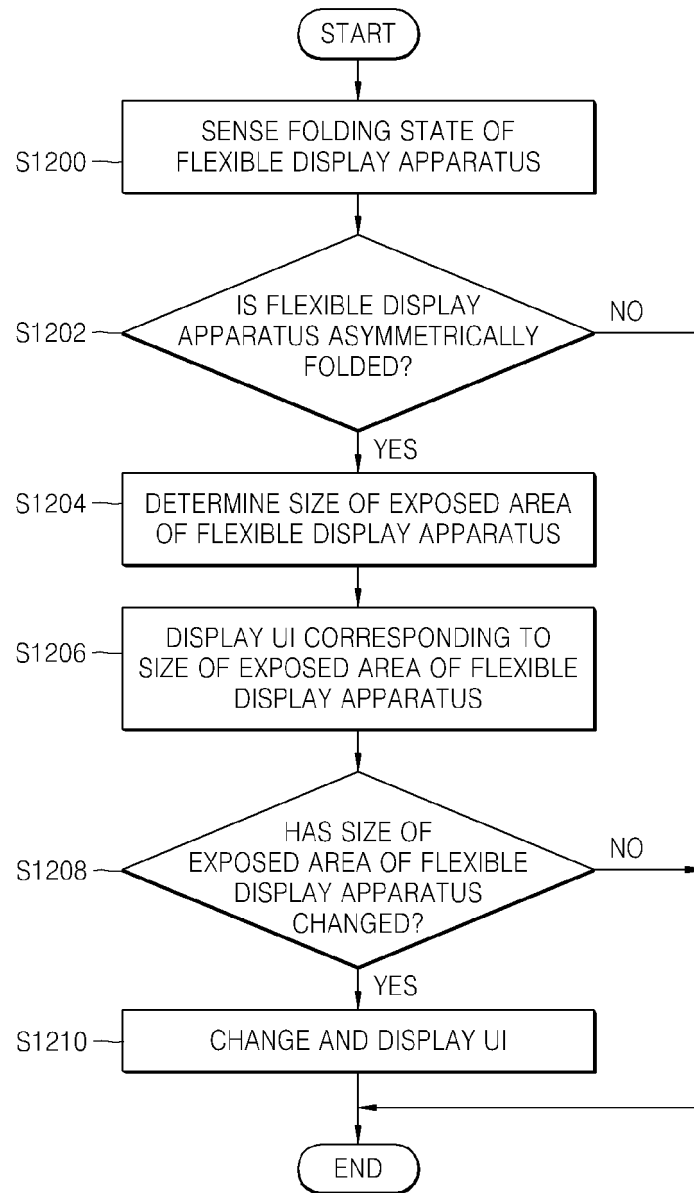 START
SENSE FOLDING STATE OF
FLEXIBLE DISPLAY APPARATUS
S1200
IS FLEXIBLE DISPLAY
APPARATUS ASYMMETRICALLY
FOLDED?
S1202
NO
YES
S1204
DETERMINE SIZE OF EXPOSED AREA
OF FLEXIBLE DISPLAY APPARATUS
S1206
DISPLAY UI CORRESPONDING TO
SIZE OF EXPOSED AREA OF FLEXIBLE
DISPLAY APPARATUS
HAS SIZE OF
EXPOSED AREA OF FLEXIBLE
DISPLAY APPARATUS
CHANGED?
S1208
NO
YES
S1210
CHANGE AND DISPLAY UI
END